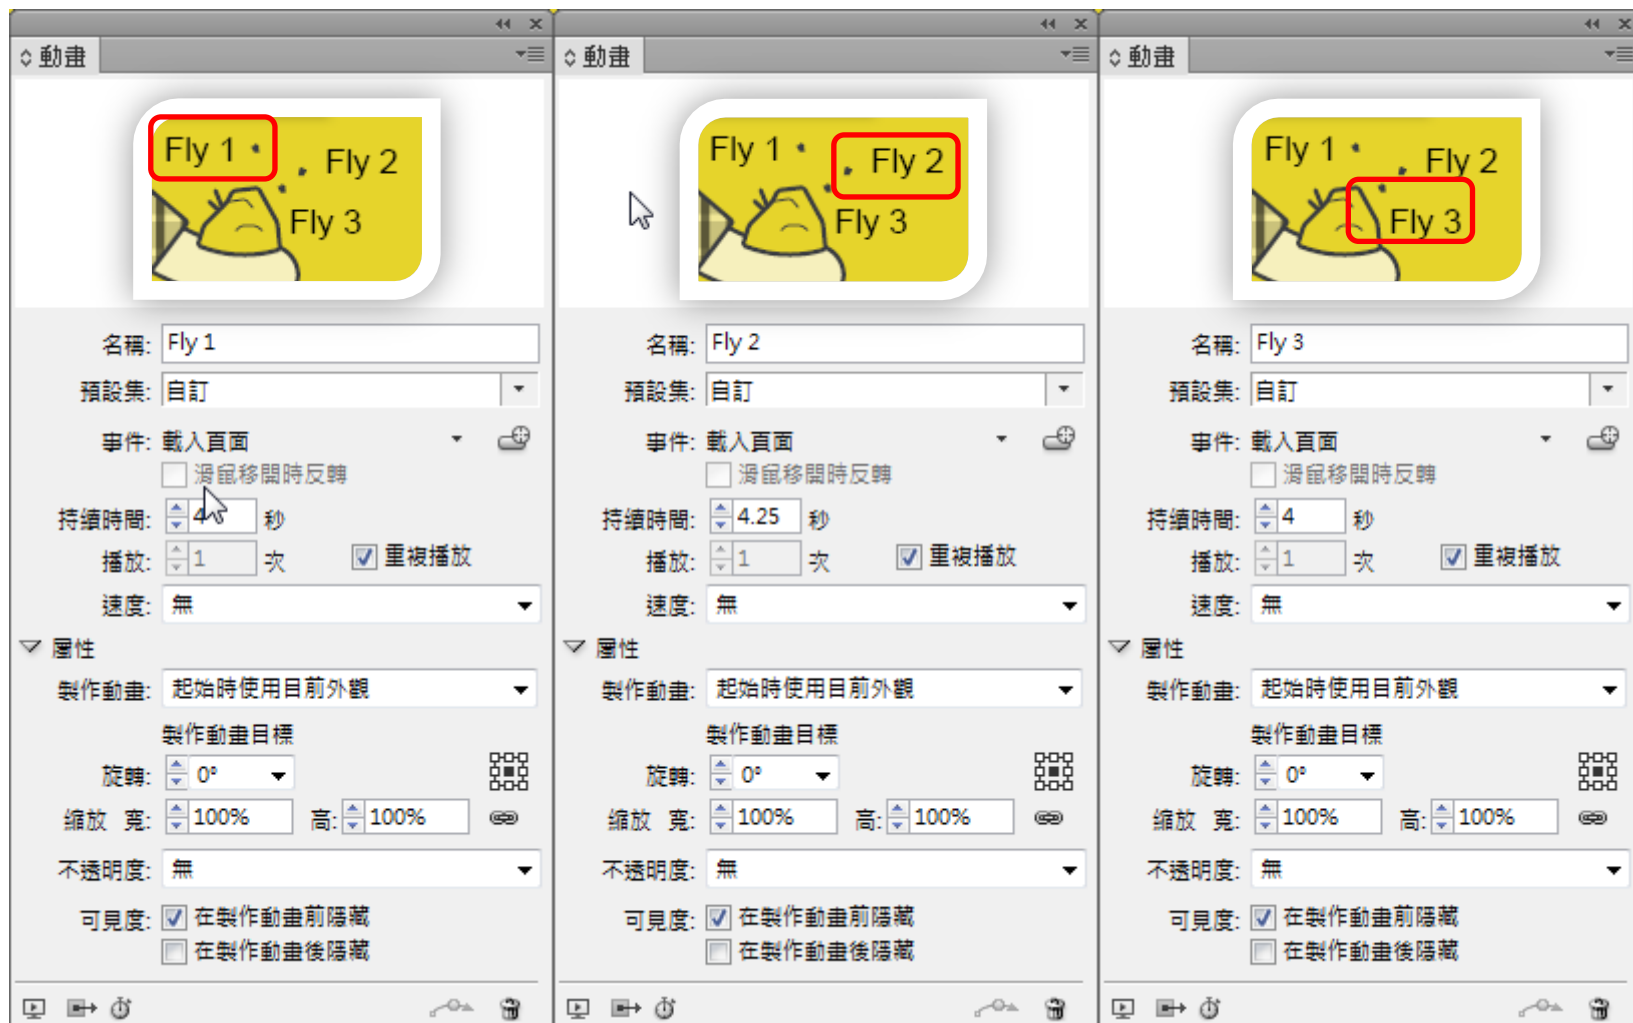 動畫
Fly 1
Fly 2
Fly 3
名稱: Fly 1
預設集: 自訂
事件: 載入頁面
滑鼠移開時反轉
持續時間: 4 秒
播放: 1 次 重複播放
速度: 無
屬性
製作動畫: 起始時使用目前外觀
製作動畫目標
旋轉: 0°
縮放 寬: 100% 高: 100%
不透明度: 無
可見度: 在製作動畫前隱藏
在製作動畫後隱藏
動畫
Fly 1
Fly 2
Fly 3
名稱: Fly 2
預設集: 自訂
事件: 載入頁面
滑鼠移開時反轉
持續時間: 4.25 秒
播放: 1 次 重複播放
速度: 無
屬性
製作動畫: 起始時使用目前外觀
製作動畫目標
旋轉: 0°
縮放 寬: 100% 高: 100%
不透明度: 無
可見度: 在製作動畫前隱藏
在製作動畫後隱藏
動畫
Fly 1
Fly 2
Fly 3
名稱: Fly 3
預設集: 自訂
事件: 載入頁面
滑鼠移開時反轉
持續時間: 4 秒
播放: 1 次 重複播放
速度: 無
屬性
製作動畫: 起始時使用目前外觀
製作動畫目標
旋轉: 0°
縮放 寬: 100% 高: 100%
不透明度: 無
可見度: 在製作動畫前隱藏
在製作動畫後隱藏